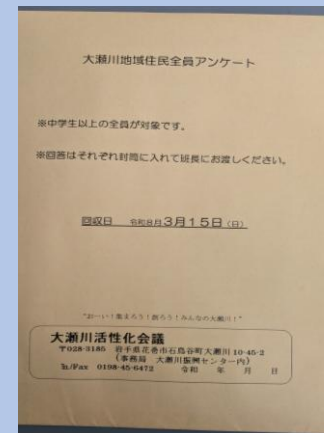 大瀬川地域住民全員アンケート
※中学生以上の全員が対象です。
※回答はそれぞれ封筒に入れて班長にお渡しください。
回収日 令和8月3月15日(日)
"おーい!集まろう!創ろう!みんなの大瀬川!"
大瀬川活性化会議
〒028-3185 岩手県花巻市石鳥谷町大瀬川 10-45-2
(事務局 大瀬川振興センター内)
℡/Fax 0198-45-6472 令和 年 月 日